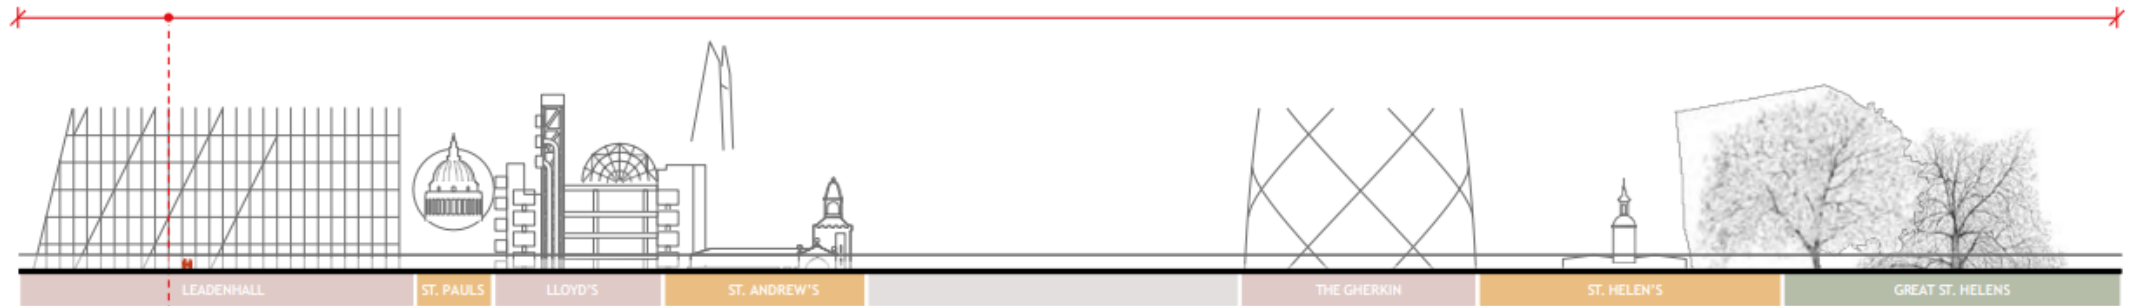 LEADENHALL
ST. PAULS
LLOYD'S
ST. ANDREW'S
THE GHERKIN
ST. HELEN'S
GREAT ST. HELENS